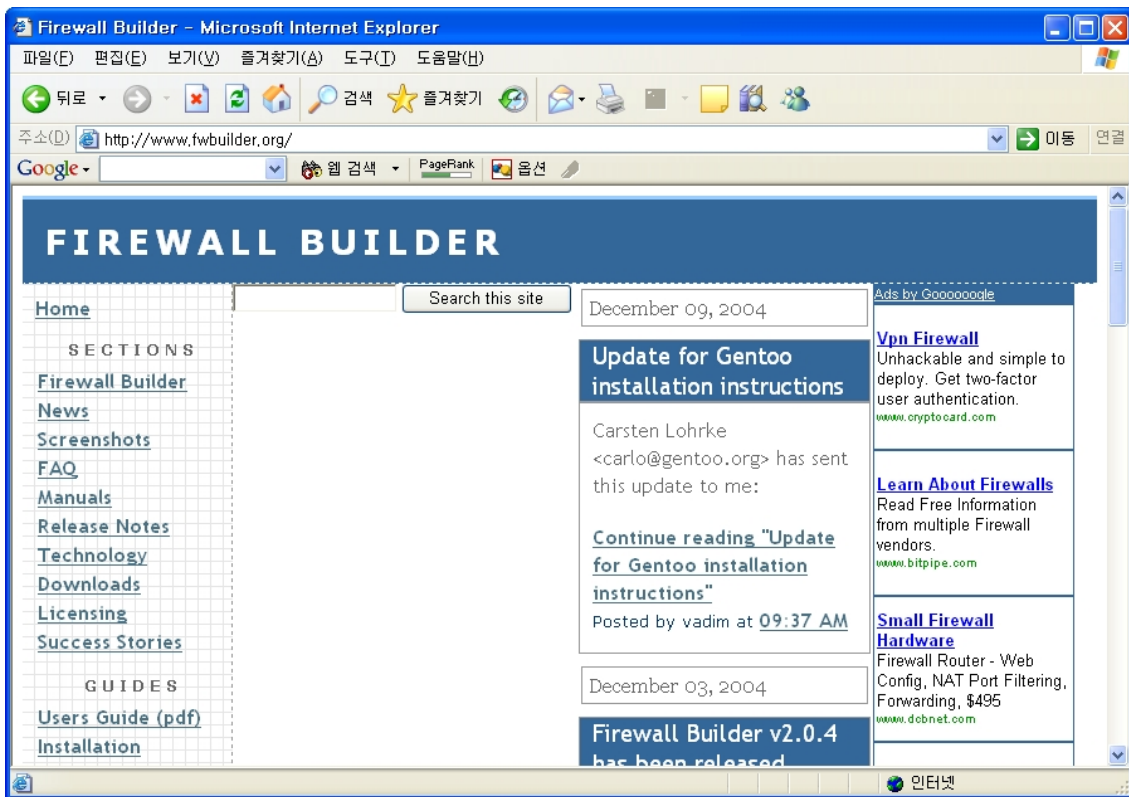 Firewall Builder - Microsoft Internet Explorer
파일(F) 편집(E) 보기(V) 즐겨찾기(A) 도구(T) 도움말(H)
뒤로 검색 즐겨찾기
주소(D) http://www.fwbuilder.org/ 이동 연결
Google 웹 검색 PageRank 옵션
FIREWALL BUILDER
Home
SECTIONS
Firewall Builder
News
Screenshots
FAQ
Manuals
Release Notes
Technology
Downloads
Licensing
Success Stories
GUIDES
Users Guide (pdf)
Installation
Search this site
December 09, 2004
Update for Gentoo
installation instructions
Carsten Lohrke
<carlo@gentoo.org> has sent
this update to me:
Continue reading "Update
for Gentoo installation
instructions"
Posted by vadim at 09:37 AM
December 03, 2004
Firewall Builder v2.0.4
has been released
Ads by Goooooogle
Vpn Firewall
Unhackable and simple to
deploy. Get two-factor
user authentication.
www.cryptocard.com
Learn About Firewalls
Read Free Information
from multiple Firewall
vendors.
www.bitpipe.com
Small Firewall
Hardware
Firewall Router - Web
Config, NAT Port Filtering,
Forwarding, $495
www.dcbnet.com
인터넷